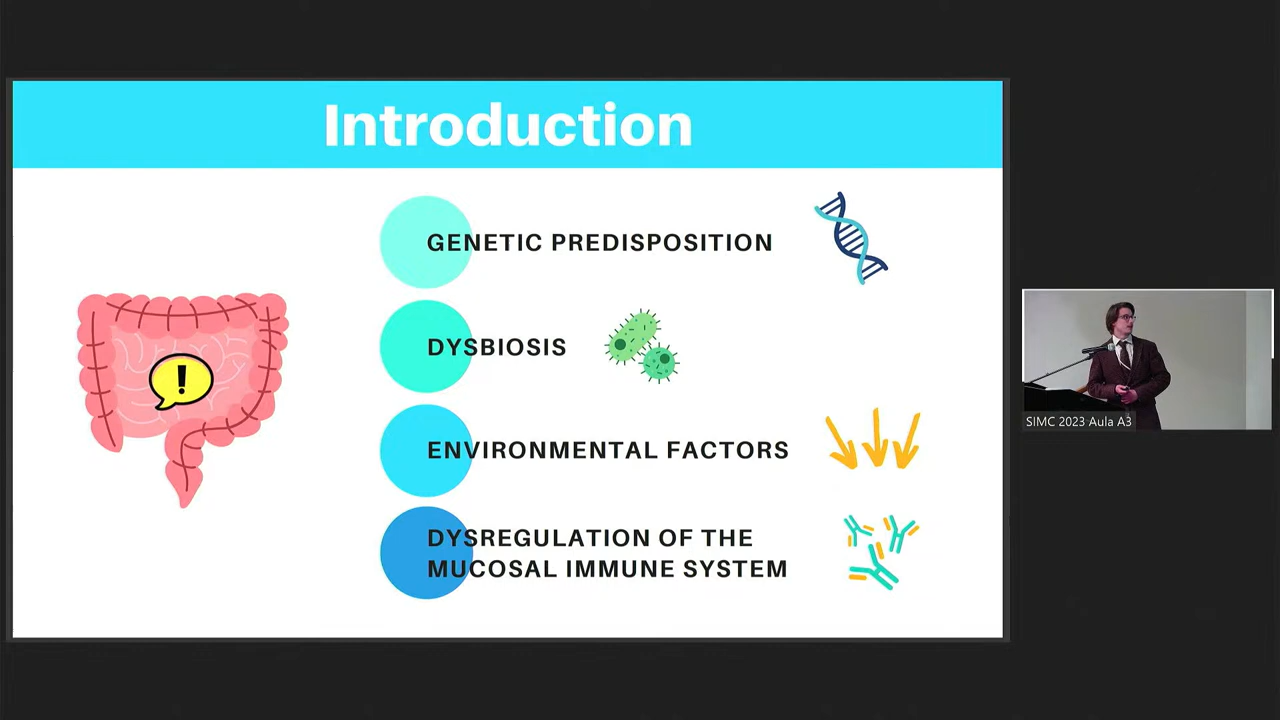 Introduction
GENETIC PREDISPOSITION
DYSBIOSIS
!
ENVIRONMENTAL FACTORS
DYSREGULATION OF THE
MUCOSAL IMMUNE SYSTEM
SIMC 2023 Aula A3